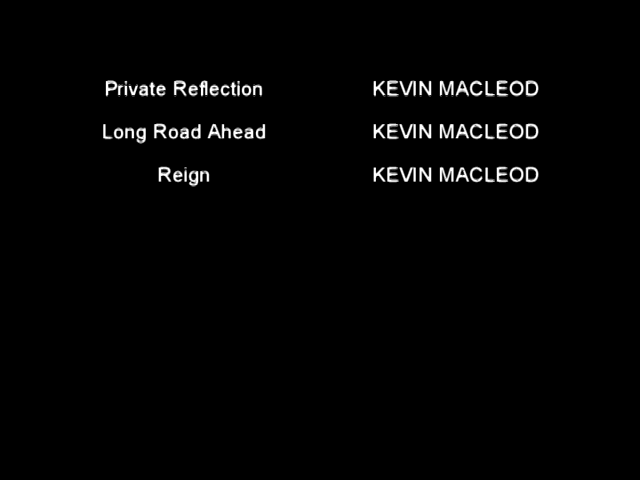 Private Reflection KEVIN MACLEOD
Long Road Ahead KEVIN MACLEOD
Reign KEVIN MACLEOD